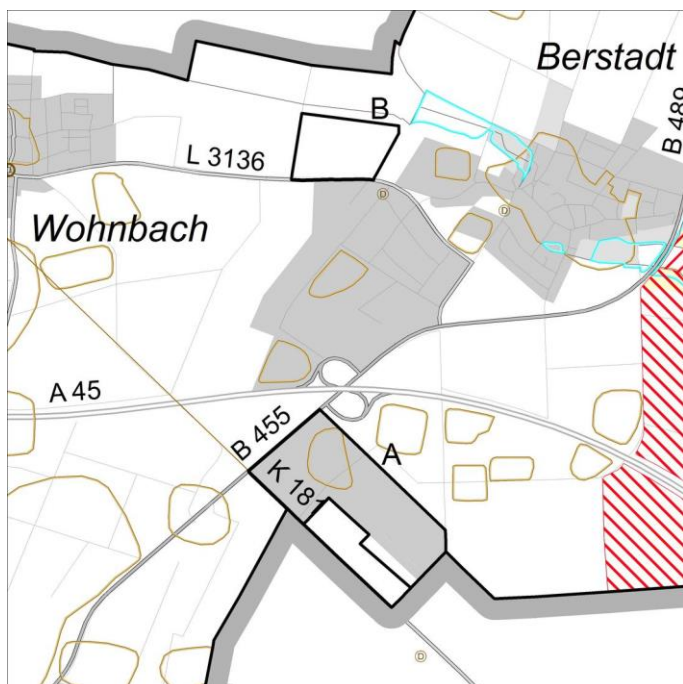 Berstadt
B 489
B
L 3136
D
D
D
Wohnbach
A 45
B 455
A
K 181
D